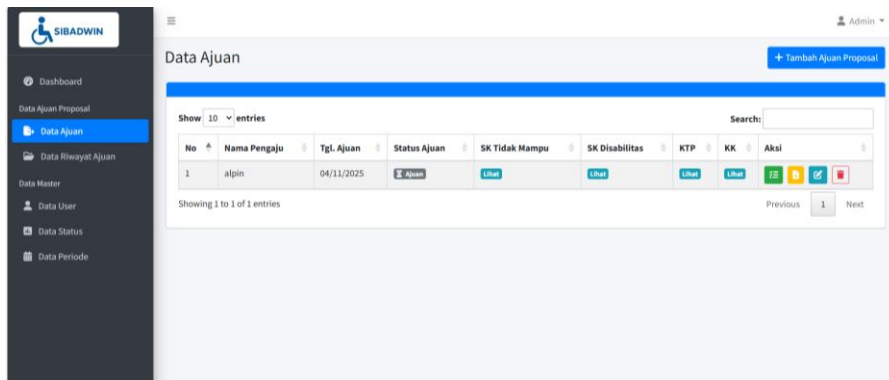 SIBADWIN
Admin
Data Ajuan
+ Tambah Ajuan Proposal
Dashboard
Data Ajuan Proposal
Data Ajuan
Data Riwayat Ajuan
Data Master
Data User
Data Status
Data Periode
Show 10 entries
Search:
No Nama Pengaju Tgl. Ajuan Status Ajuan SK Tidak Mampu SK Disabilitas KTP KK Aksi
1 alpin 04/11/2025 Ajuan Lihat Lihat Lihat Lihat
Showing 1 to 1 of 1 entries
Previous 1 Next